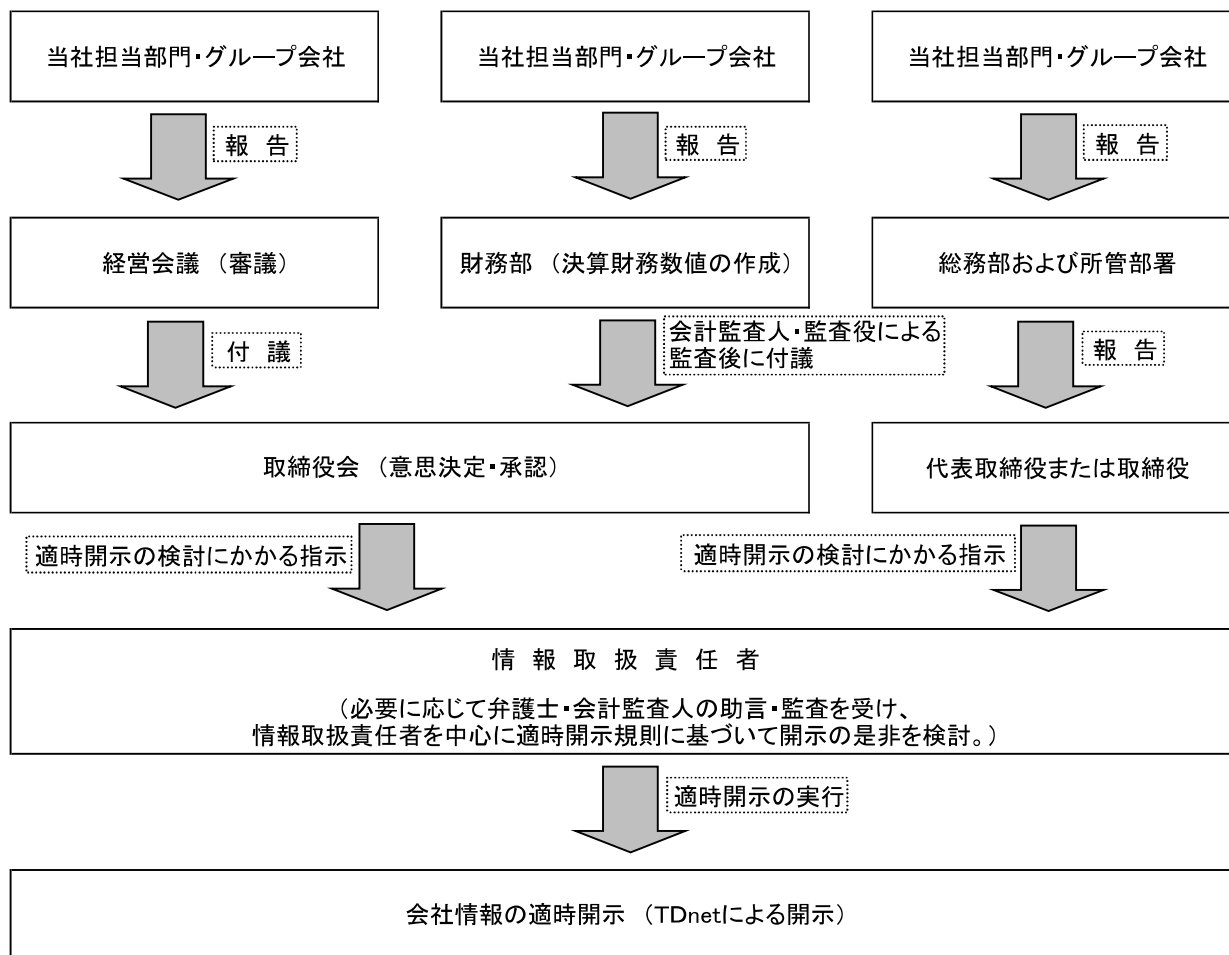 当社担当部門・グループ会社
当社担当部門・グループ会社
当社担当部門・グループ会社
報 告
報 告
報 告
経営会議 （審議）
財務部 （決算財務数値の作成）
総務部および所管部署
付 議
会計監査人・監査役による
監査後に付議
報 告
取締役会 （意思決定・承認）
代表取締役または取締役
適時開示の検討にかかる指示
適時開示の検討にかかる指示
情 報 取 扱 責 任 者
（必要に応じて弁護士・会計監査人の助言・監査を受け、
情報取扱責任者を中心に適時開示規則に基づいて開示の是非を検討。）
適時開示の実行
会社情報の適時開示 （TDnetによる開示）